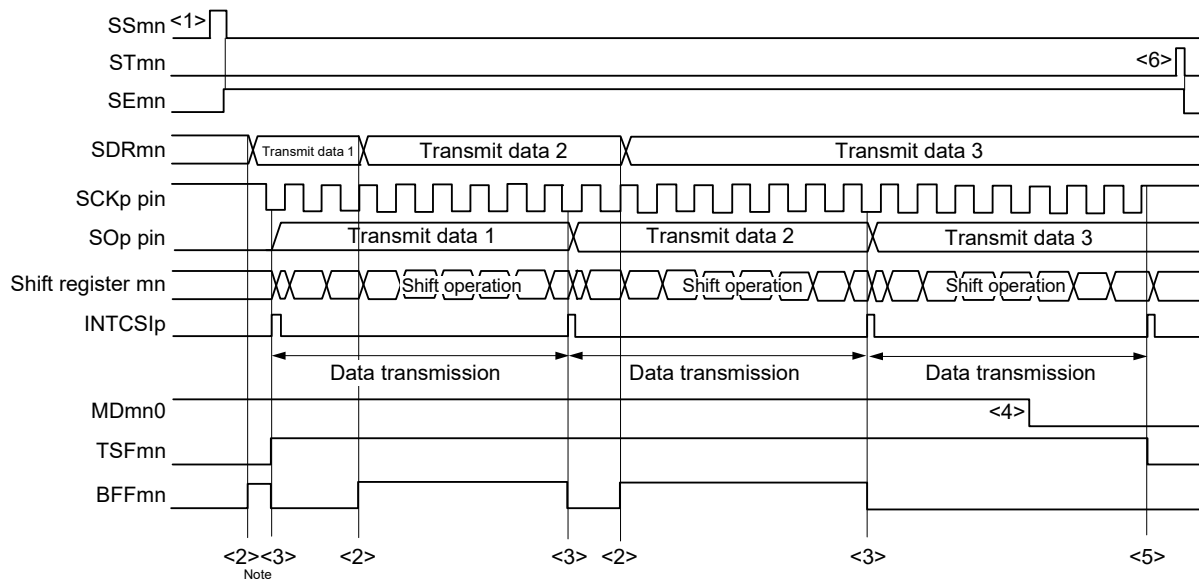 SSmn <1>
STmn <6>
SEmn
SDRmn Transmit data 1 Transmit data 2 Transmit data 3
SCKp pin
SOp pin Transmit data 1 Transmit data 2 Transmit data 3
Shift register mn Shift operation Shift operation Shift operation
INTCSIp
Data transmission Data transmission Data transmission
MDmn0 <4>
TSFmn
BFFmn
<2> <3> <2> <3> <2> <3> <5>
Note